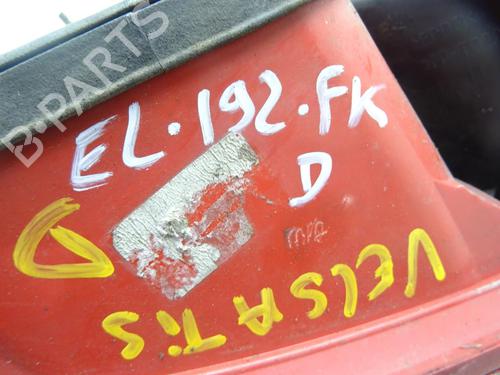 B-PARTS
EL·192·FK
D
D
VELSATiS